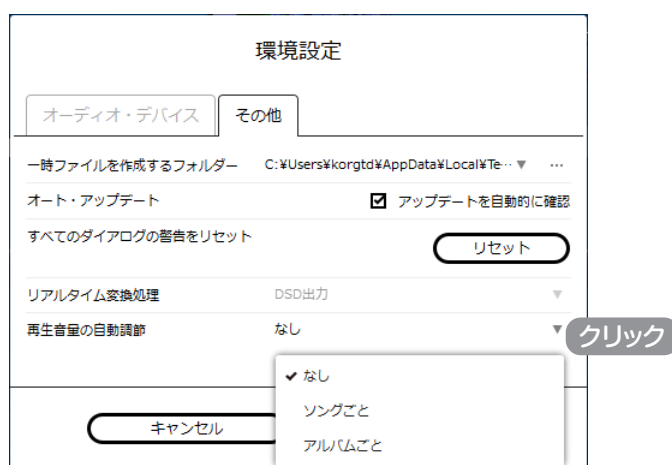 環境設定
オーディオ・デバイス
その他
一時ファイルを作成するフォルダー C:¥Users¥korgtd¥AppData¥Local¥Te… ▼ …
オート・アップデート アップデートを自動的に確認
すべてのダイアログの警告をリセット
リセット
リアルタイム変換処理 DSD出力 ▼
再生音量の自動調節 なし ▼
クリック
✔ なし
ソングごと
アルバムごと
キャンセル